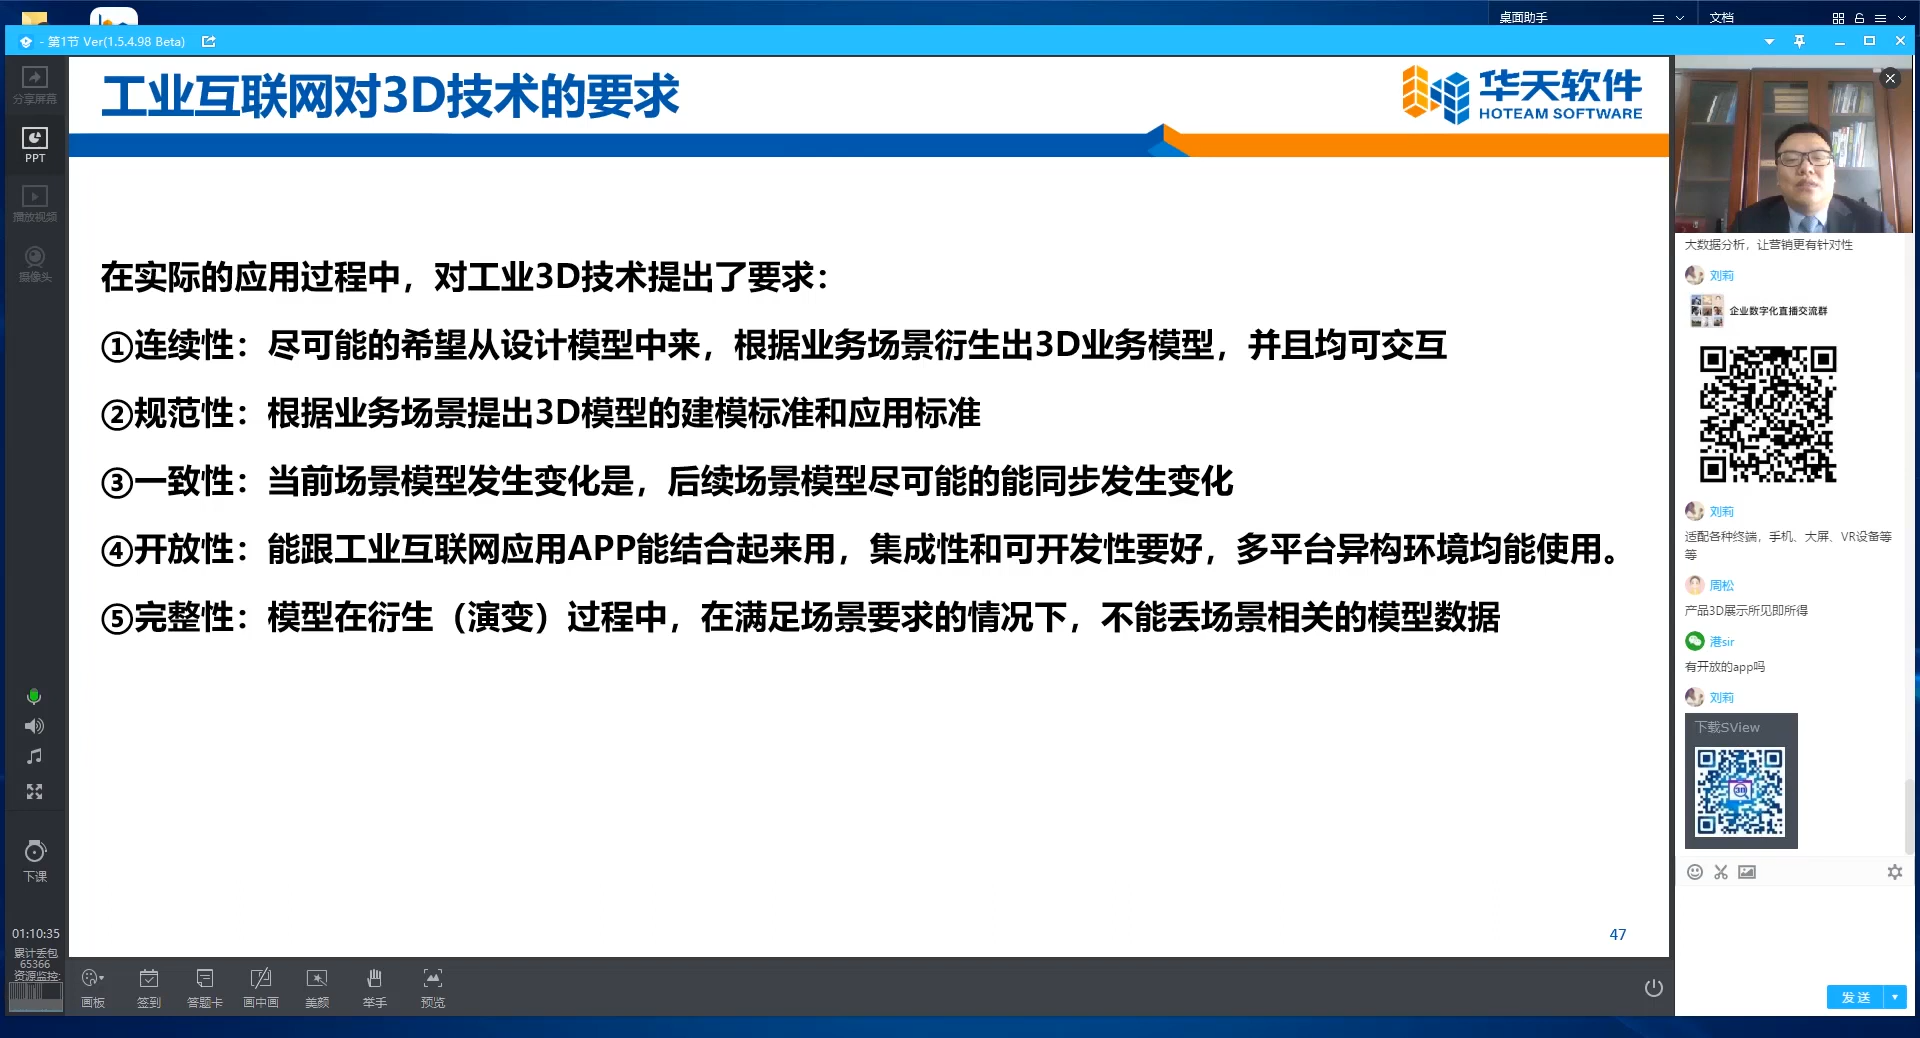 桌面助手
文档
- 第1节 Ver(1.5.4.98 Beta)
分享屏幕
PPT
播放视频
摄像头
下课
01:10:35
累计丢包
65366
资源监控:
工业互联网对3D技术的要求
华天软件
HOTEAM SOFTWARE
在实际的应用过程中，对工业3D技术提出了要求：
①连续性：尽可能的希望从设计模型中来，根据业务场景衍生出3D业务模型，并且均可交互
②规范性：根据业务场景提出3D模型的建模标准和应用标准
③一致性：当前场景模型发生变化是，后续场景模型尽可能的能同步发生变化
④开放性：能跟工业互联网应用APP能结合起来用，集成性和可开发性要好，多平台异构环境均能使用。
⑤完整性：模型在衍生（演变）过程中，在满足场景要求的情况下，不能丢场景相关的模型数据
47
画板
签到
答题卡
画中画
美颜
举手
预览
大数据分析，让营销更有针对性
刘莉
企业数字化直播交流群
刘莉
适配各种终端，手机、大屏、VR设备等
等
周松
产品3D展示所见即所得
港sir
有开放的app吗
刘莉
下载SView
3D
发送